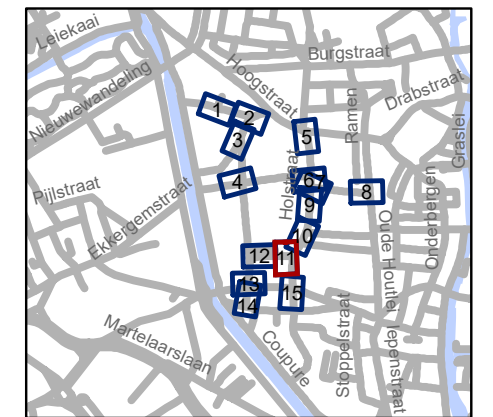 Leiekaai
Burgstraat
Hoogstraat
Nieuwewandeling
Drabstraat
Ramen
Graslei
1
2
3
5
4
Holstraat
6
7
8
9
Pijlstraat
Ekkergemstraat
Onderbergen
Oude Houtlei
10
12
11
13
14
15
Martelaarslaan
Coupure
Stoppelstraat
Iepenstraat